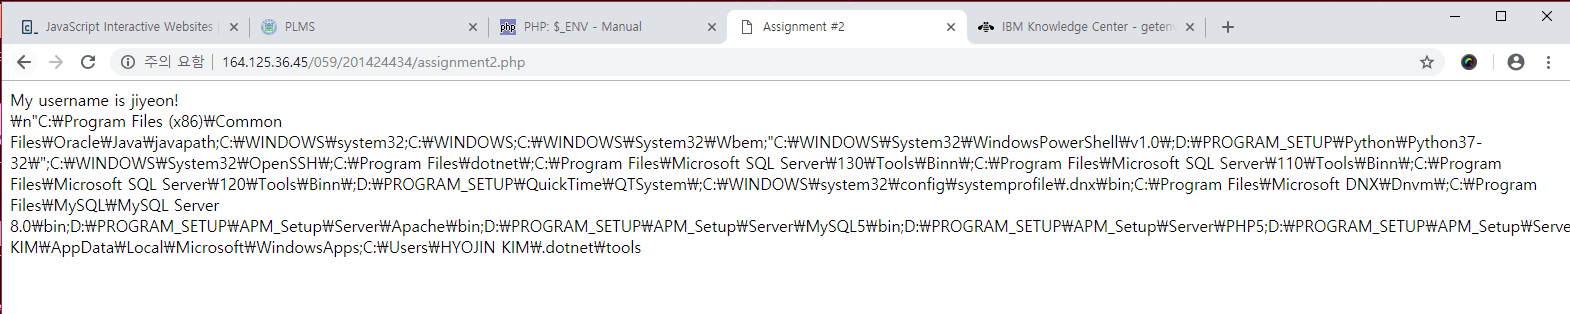 JavaScript Interactive Websites
PLMS
PHP: $_ENV - Manual
Assignment #2
IBM Knowledge Center - getenv
주의 요함
164.125.36.45/059/201424434/assignment2.php
My username is jiyeon!
₩n"C:₩Program Files (x86)₩Common
Files₩Oracle₩Java₩javapath;C:₩WINDOWS₩system32;C:₩WINDOWS;C:₩WINDOWS₩System32₩Wbem;"C:₩WINDOWS₩System32₩WindowsPowerShell₩v1.0₩;D:₩PROGRAM_SETUP₩Python₩Python37-
32₩";C:₩WINDOWS₩System32₩OpenSSH₩;C:₩Program Files₩dotnet₩;C:₩Program Files₩Microsoft SQL Server₩130₩Tools₩Binn₩;C:₩Program Files₩Microsoft SQL Server₩110₩Tools₩Binn₩;C:₩Program
Files₩Microsoft SQL Server₩120₩Tools₩Binn₩;D:₩PROGRAM_SETUP₩QuickTime₩QTSystem₩;C:₩WINDOWS₩system32₩config₩systemprofile₩.dnx₩bin;C:₩Program Files₩Microsoft DNX₩Dnvm₩;C:₩Program
Files₩MySQL₩MySQL Server
8.0₩bin;D:₩PROGRAM_SETUP₩APM_Setup₩Server₩Apache₩bin;D:₩PROGRAM_SETUP₩APM_Setup₩Server₩MySQL5₩bin;D:₩PROGRAM_SETUP₩APM_Setup₩Server₩PHP5;D:₩PROGRAM_SETUP₩APM_Setup₩Serve
KIM₩AppData₩Local₩Microsoft₩WindowsApps;C:₩Users₩HYOJIN KIM₩.dotnet₩tools